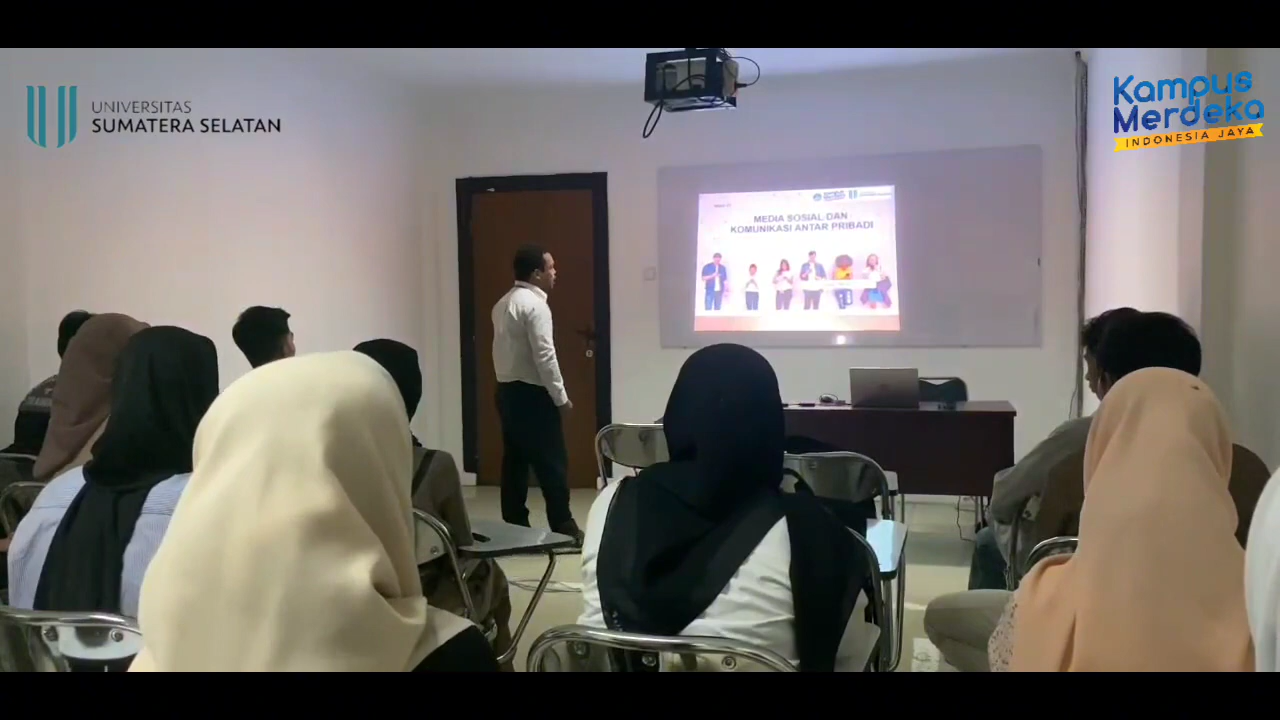 UNIVERSITAS
SUMATERA SELATAN
Kampus
Merdeka
INDONESIA JAYA
MEDIA SOSIAL DAN
KOMUNIKASI ANTAR PRIBADI